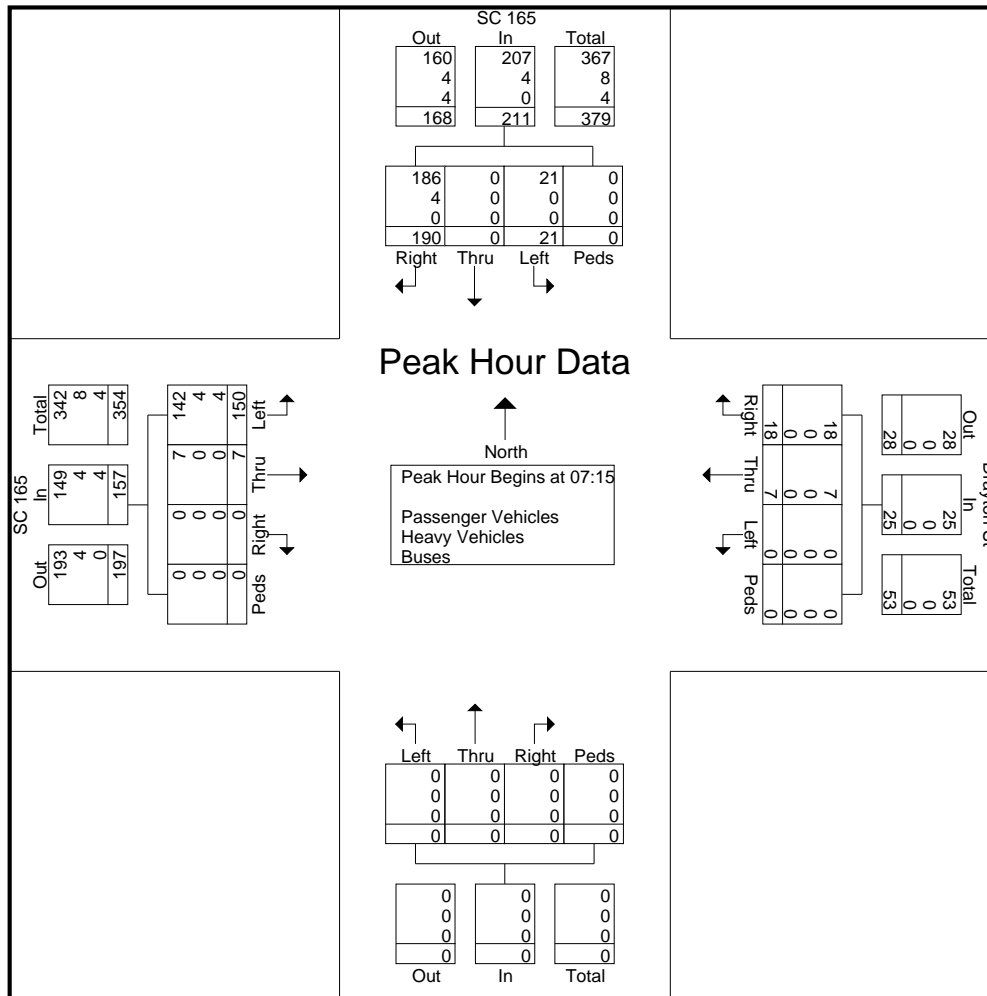 SC 165
Out In Total
160 207 367
4 4 8
4 0 4
168 211 379
186 0 21 0
4 0 0 0
0 0 0 0
190 0 21 0
Right Thru Left Peds
Peak Hour Data
North
Peak Hour Begins at 07:15
Passenger Vehicles
Heavy Vehicles
Buses
SC 165
Total In Out
342 149 193
8 4 4
4 4 0
354 157 197
142 7 0 0
4 0 0 0
4 0 0 0
150 7 0 0
Left Thru Right Peds
Out In Total
28 25 53
0 0 0
0 0 0
28 25 53
18 7 0 0
0 0 0 0
0 0 0 0
18 7 0 0
Right Thru Left Peds
Left Thru Right Peds
0 0 0 0
0 0 0 0
0 0 0 0
0 0 0 0
0 0 0
0 0 0
0 0 0
0 0 0
Out In Total